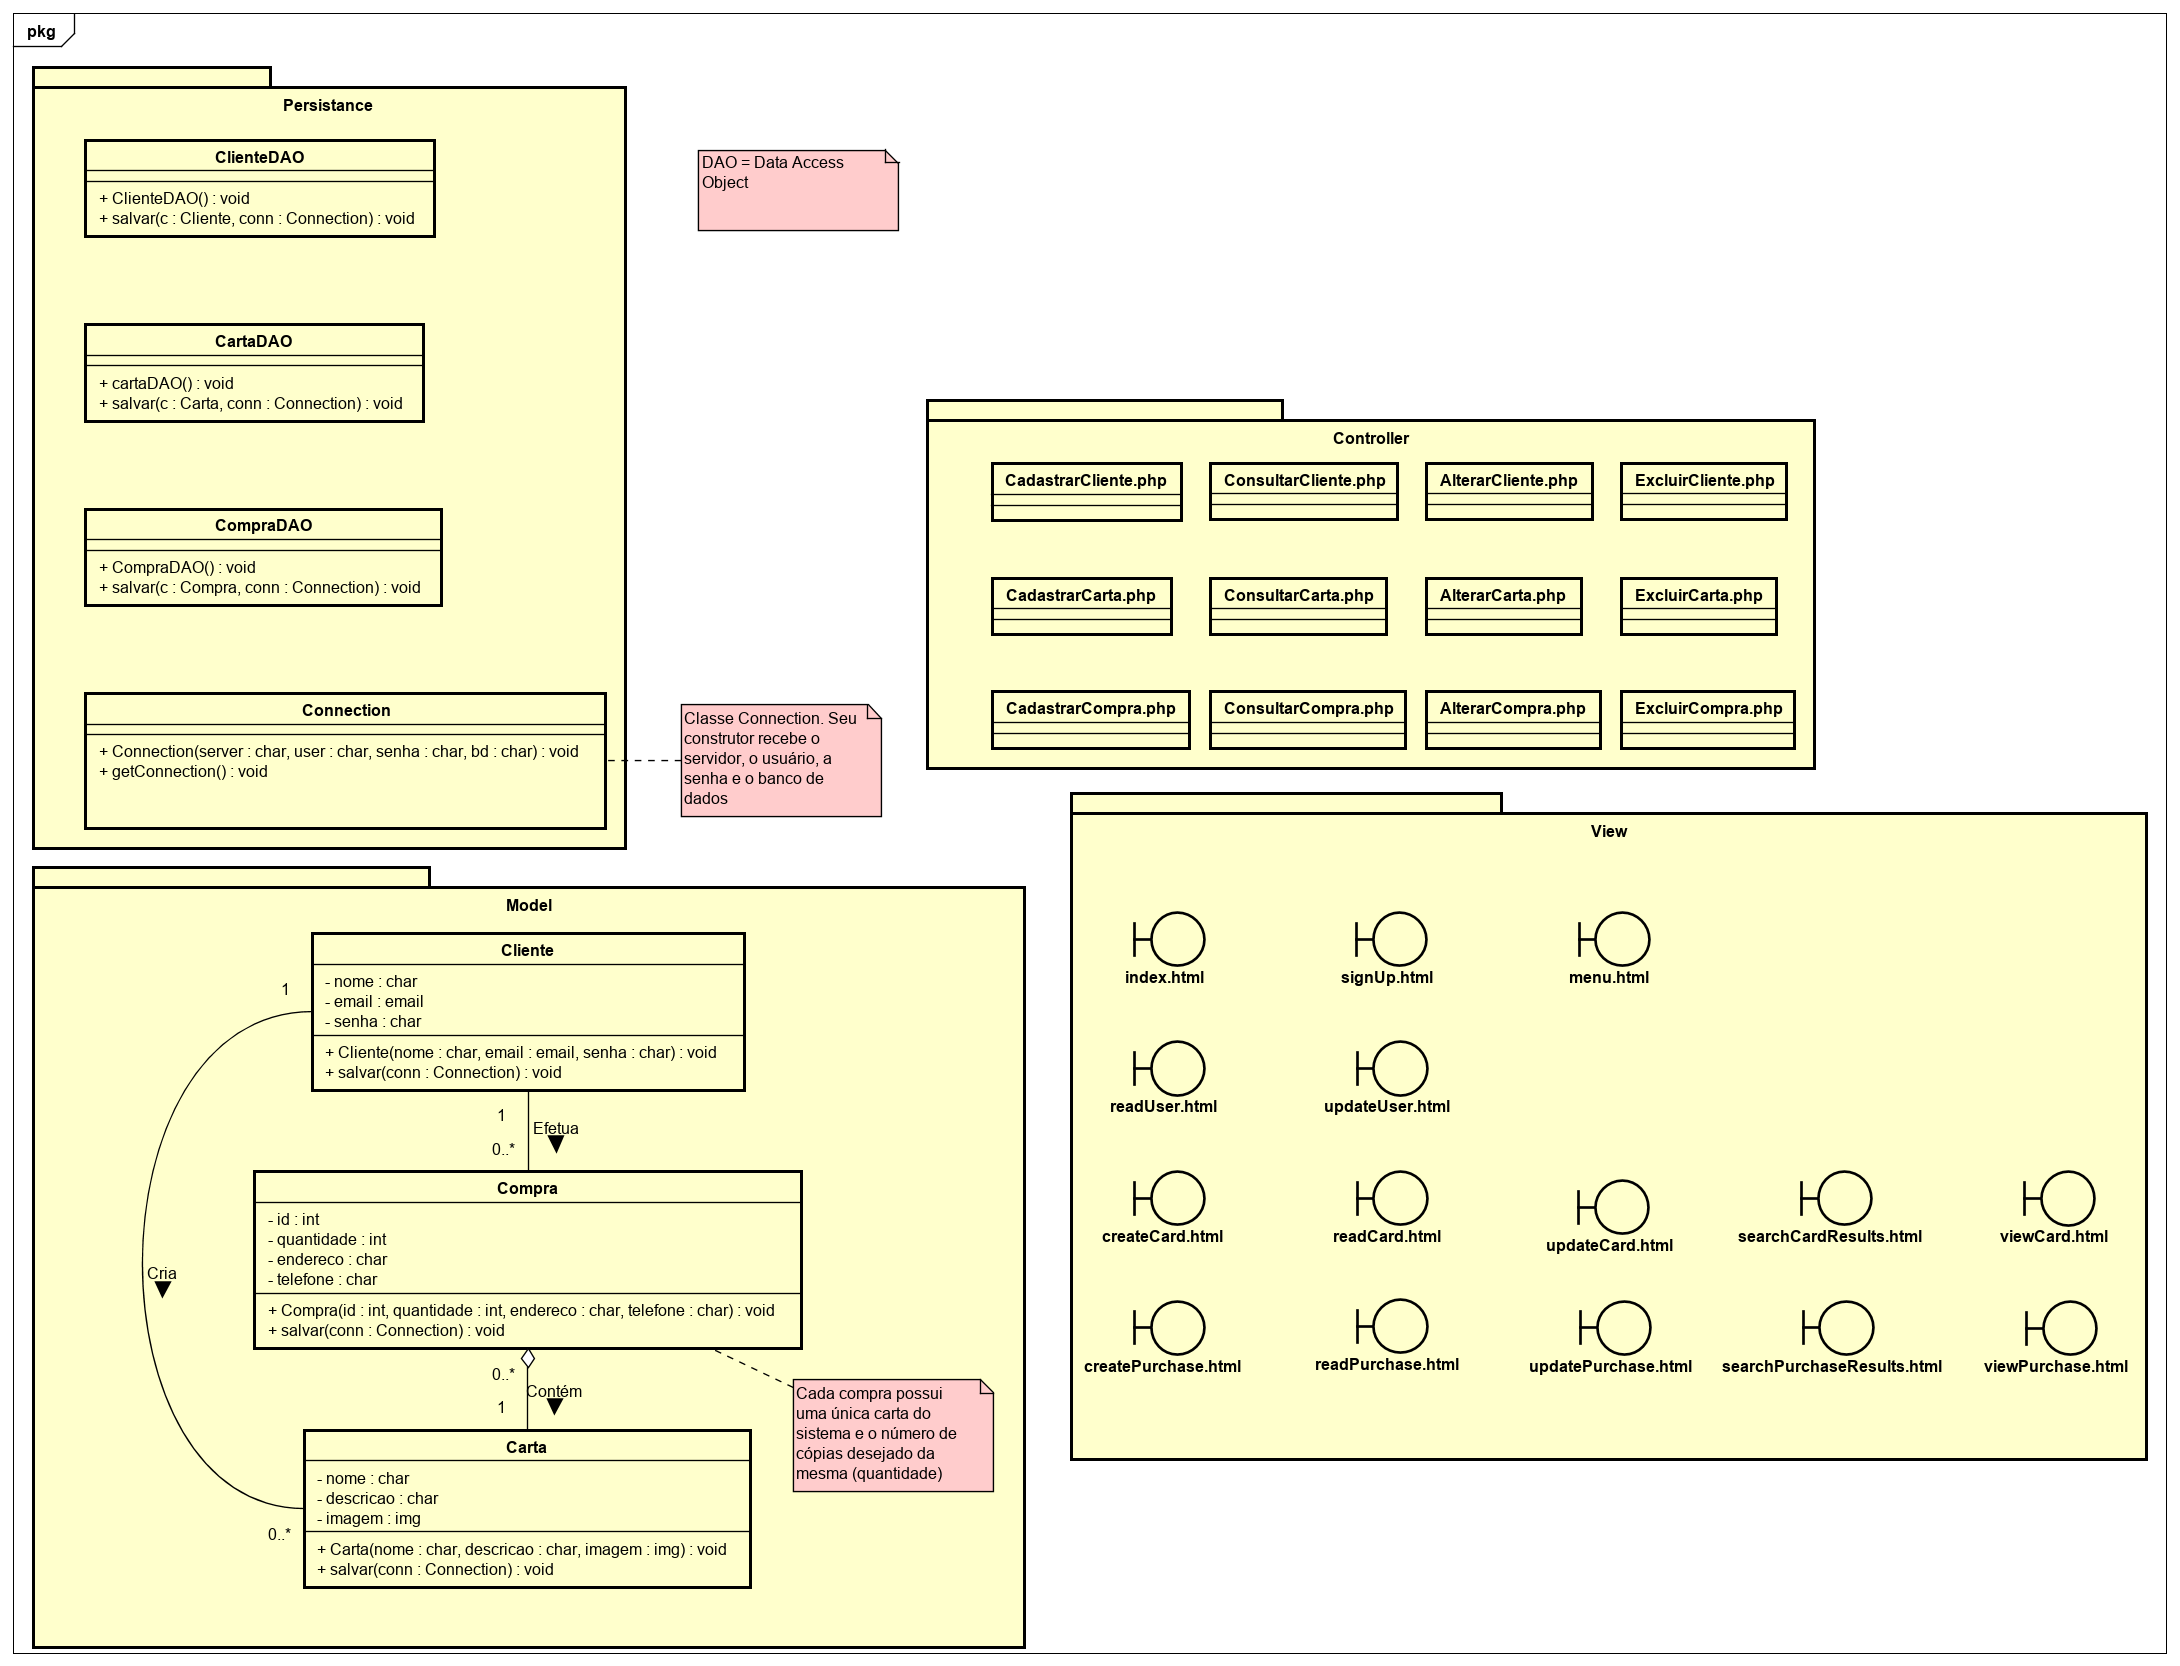 pkg
Persistance
ClienteDAO
+ ClienteDAO() : void
+ salvar(c : Cliente, conn : Connection) : void
DAO = Data Access
Object
CartaDAO
+ cartaDAO() : void
+ salvar(c : Carta, conn : Connection) : void
CompraDAO
+ CompraDAO() : void
+ salvar(c : Compra, conn : Connection) : void
Connection
+ Connection(server : char, user : char, senha : char, bd : char) : void
+ getConnection() : void
Classe Connection. Seu
construtor recebe o
servidor, o usuário, a
senha e o banco de
dados
Controller
CadastrarCliente.php
ConsultarCliente.php
AlterarCliente.php
ExcluirCliente.php
CadastrarCarta.php
ConsultarCarta.php
AlterarCarta.php
ExcluirCarta.php
CadastrarCompra.php
ConsultarCompra.php
AlterarCompra.php
ExcluirCompra.php
Model
Cliente
- nome : char
- email : email
- senha : char
+ Cliente(nome : char, email : email, senha : char) : void
+ salvar(conn : Connection) : void
1
1
Efetua
0..*
Compra
- id : int
- quantidade : int
- endereco : char
- telefone : char
+ Compra(id : int, quantidade : int, endereco : char, telefone : char) : void
+ salvar(conn : Connection) : void
Cria
0..*
Contém
1
Cada compra possui
uma única carta do
sistema e o número de
cópias desejado da
mesma (quantidade)
Carta
- nome : char
- descricao : char
- imagem : img
+ Carta(nome : char, descricao : char, imagem : img) : void
+ salvar(conn : Connection) : void
0..*
View
index.html
signUp.html
menu.html
readUser.html
updateUser.html
createCard.html
readCard.html
updateCard.html
searchCardResults.html
viewCard.html
createPurchase.html
readPurchase.html
updatePurchase.html
searchPurchaseResults.html
viewPurchase.html